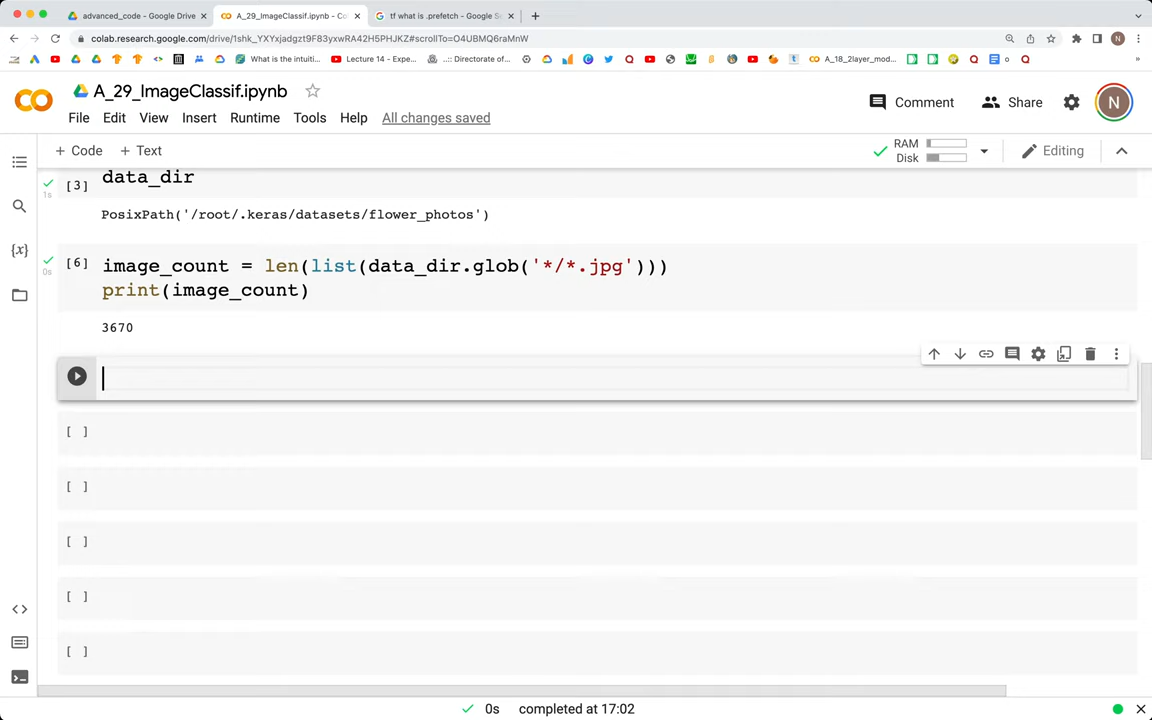 advanced_code - Google Drive
A_29_ImageClassif.ipynb - Co
tf what is .prefetch - Google Se
colab.research.google.com/drive/1shk_YXYxjadgzt9F83yxwRA42H5PHJKZ#scrollTo=O4UBMQ6raMnW
What is the intuiti...
Lecture 14 - Expe...
..:: Directorate of...
A_18_2layer_mod...
A_29_ImageClassif.ipynb
Comment
Share
N
File Edit View Insert Runtime Tools Help All changes saved
+ Code + Text
RAM
Disk
Editing
[3] data_dir
1s
PosixPath('/root/.keras/datasets/flower_photos')
[6] image_count = len(list(data_dir.glob('*/*.jpg')))
0s
print(image_count)
3670
{x}
[ ]
[ ]
[ ]
[ ]
[ ]
0s completed at 17:02